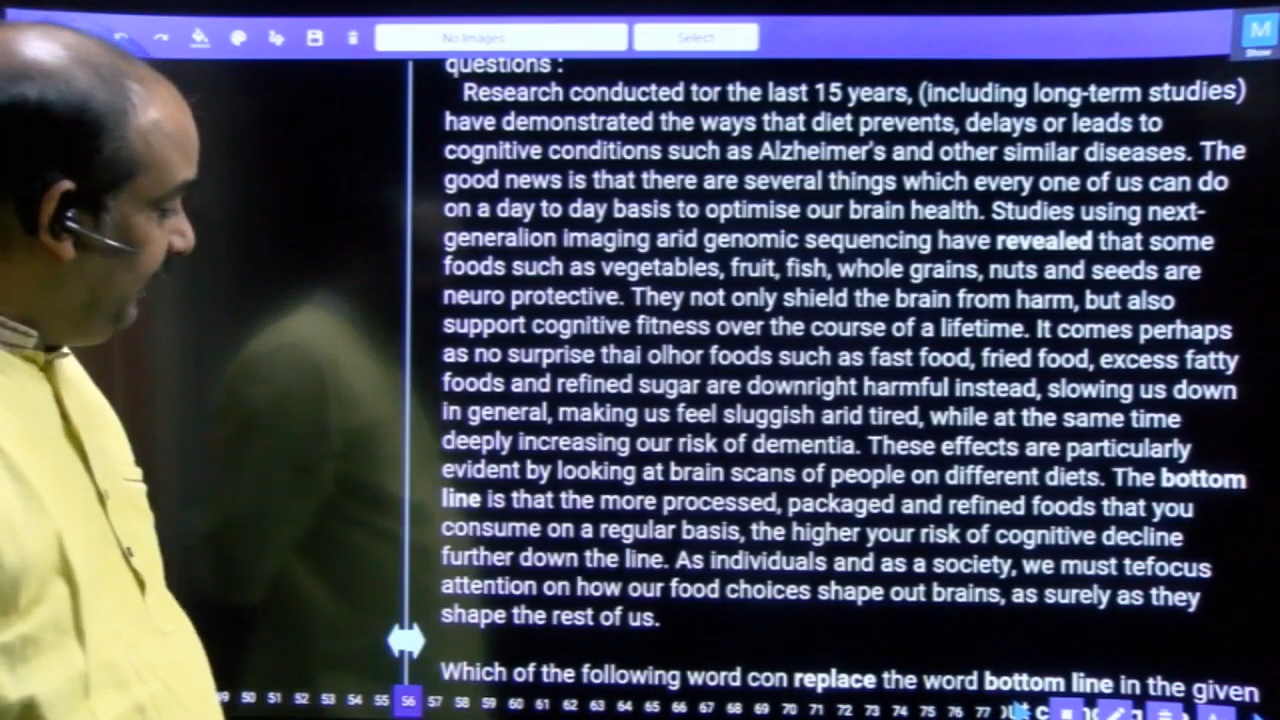 No Images
Select
M
Show
questions :
Research conducted tor the last 15 years, (including long-term studies)
have demonstrated the ways that diet prevents, delays or leads to
cognitive conditions such as Alzheimer's and other similar diseases. The
good news is that there are several things which every one of us can do
on a day to day basis to optimise our brain health. Studies using next-
generalion imaging arid genomic sequencing have revealed that some
foods such as vegetables, fruit, fish, whole grains, nuts and seeds are
neuro protective. They not only shield the brain from harm, but also
support cognitive fitness over the course of a lifetime. It comes perhaps
as no surprise thai olhor foods such as fast food, fried food, excess fatty
foods and refined sugar are downright harmful instead, slowing us down
in general, making us feel sluggish arid tired, while at the same time
deeply increasing our risk of dementia. These effects are particularly
evident by looking at brain scans of people on different diets. The bottom
line is that the more processed, packaged and refined foods that you
consume on a regular basis, the higher your risk of cognitive decline
further down the line. As individuals and as a society, we must tefocus
attention on how our food choices shape out brains, as surely as they
shape the rest of us.
Which of the following word con replace the word bottom line in the given
50 51 52 53 54 55 56 57 58 59 60 61 62 63 64 65 66 67 68 69 70 71 72 73 74 75 76 77